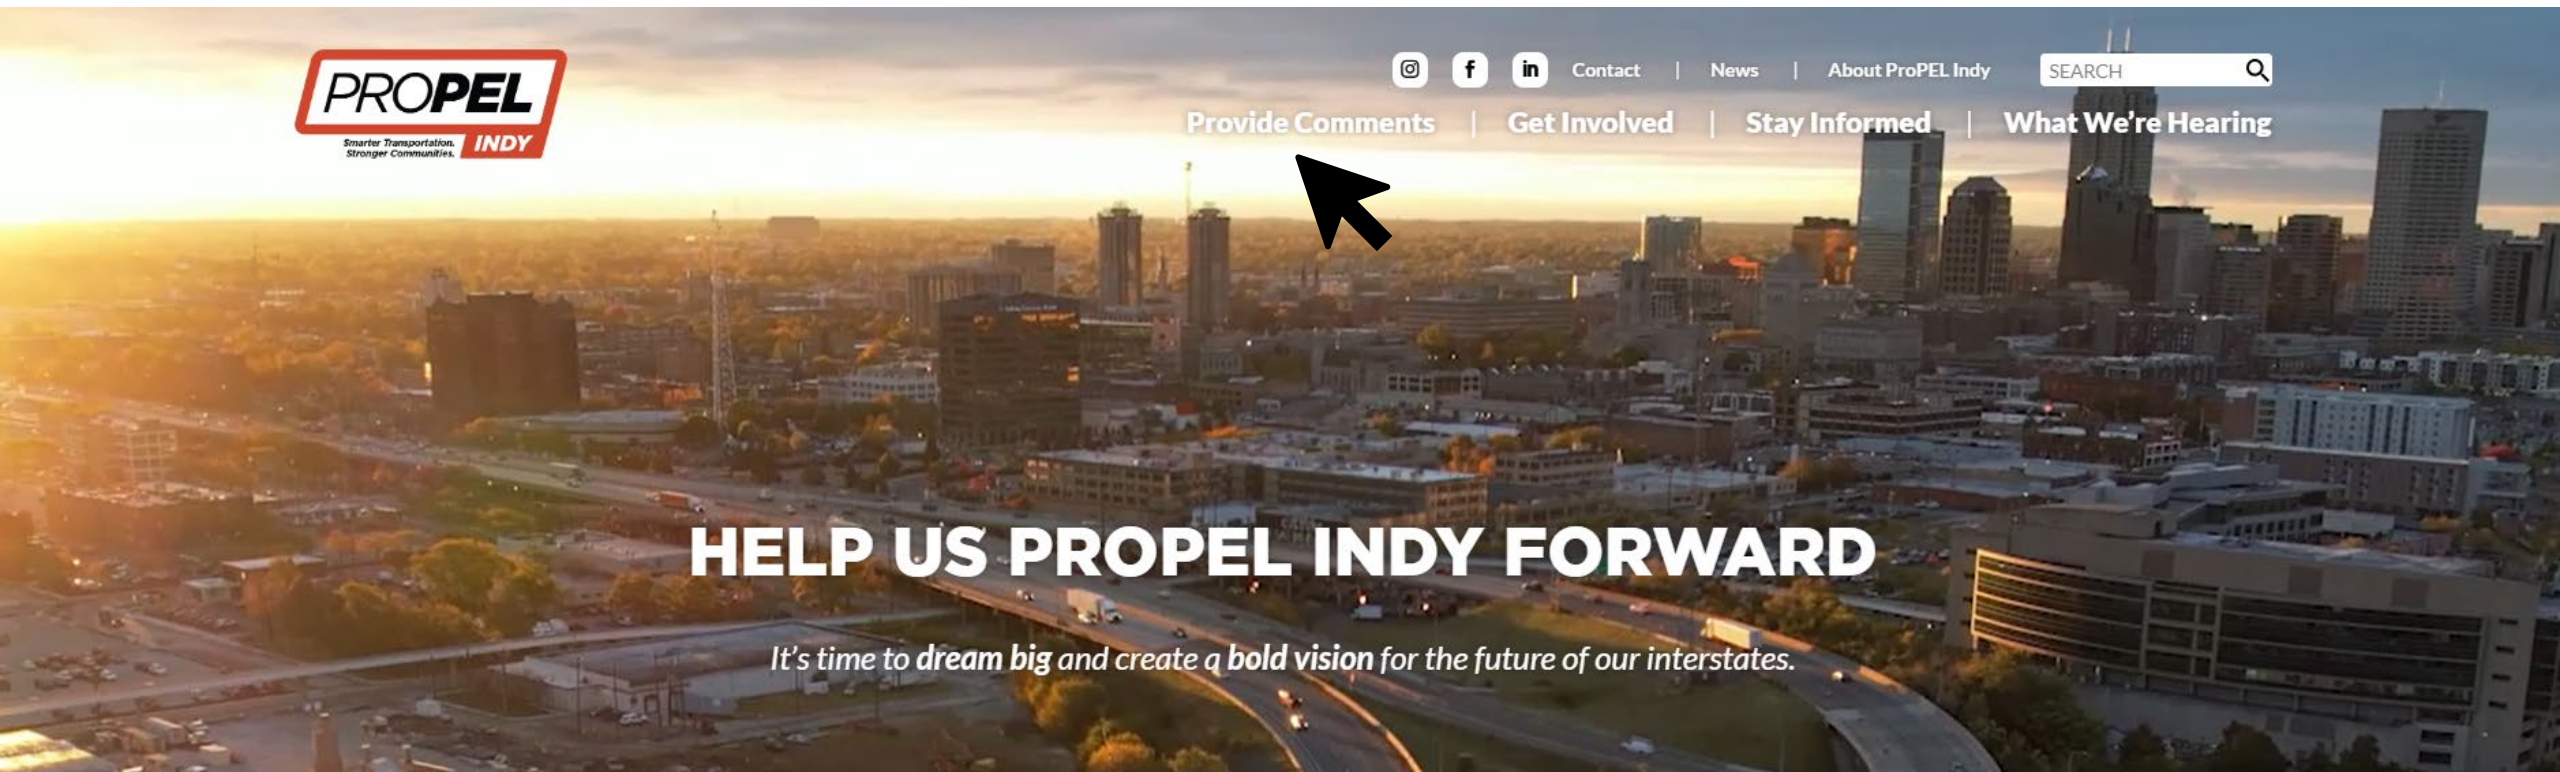 PROPEL
INDY
Smarter Transportation.
Stronger Communities.
in Contact | News | About ProPEL Indy
SEARCH
Provide Comments | Get Involved | Stay Informed | What We're Hearing
HELP US PROPEL INDY FORWARD
It's time to dream big and create a bold vision for the future of our interstates.